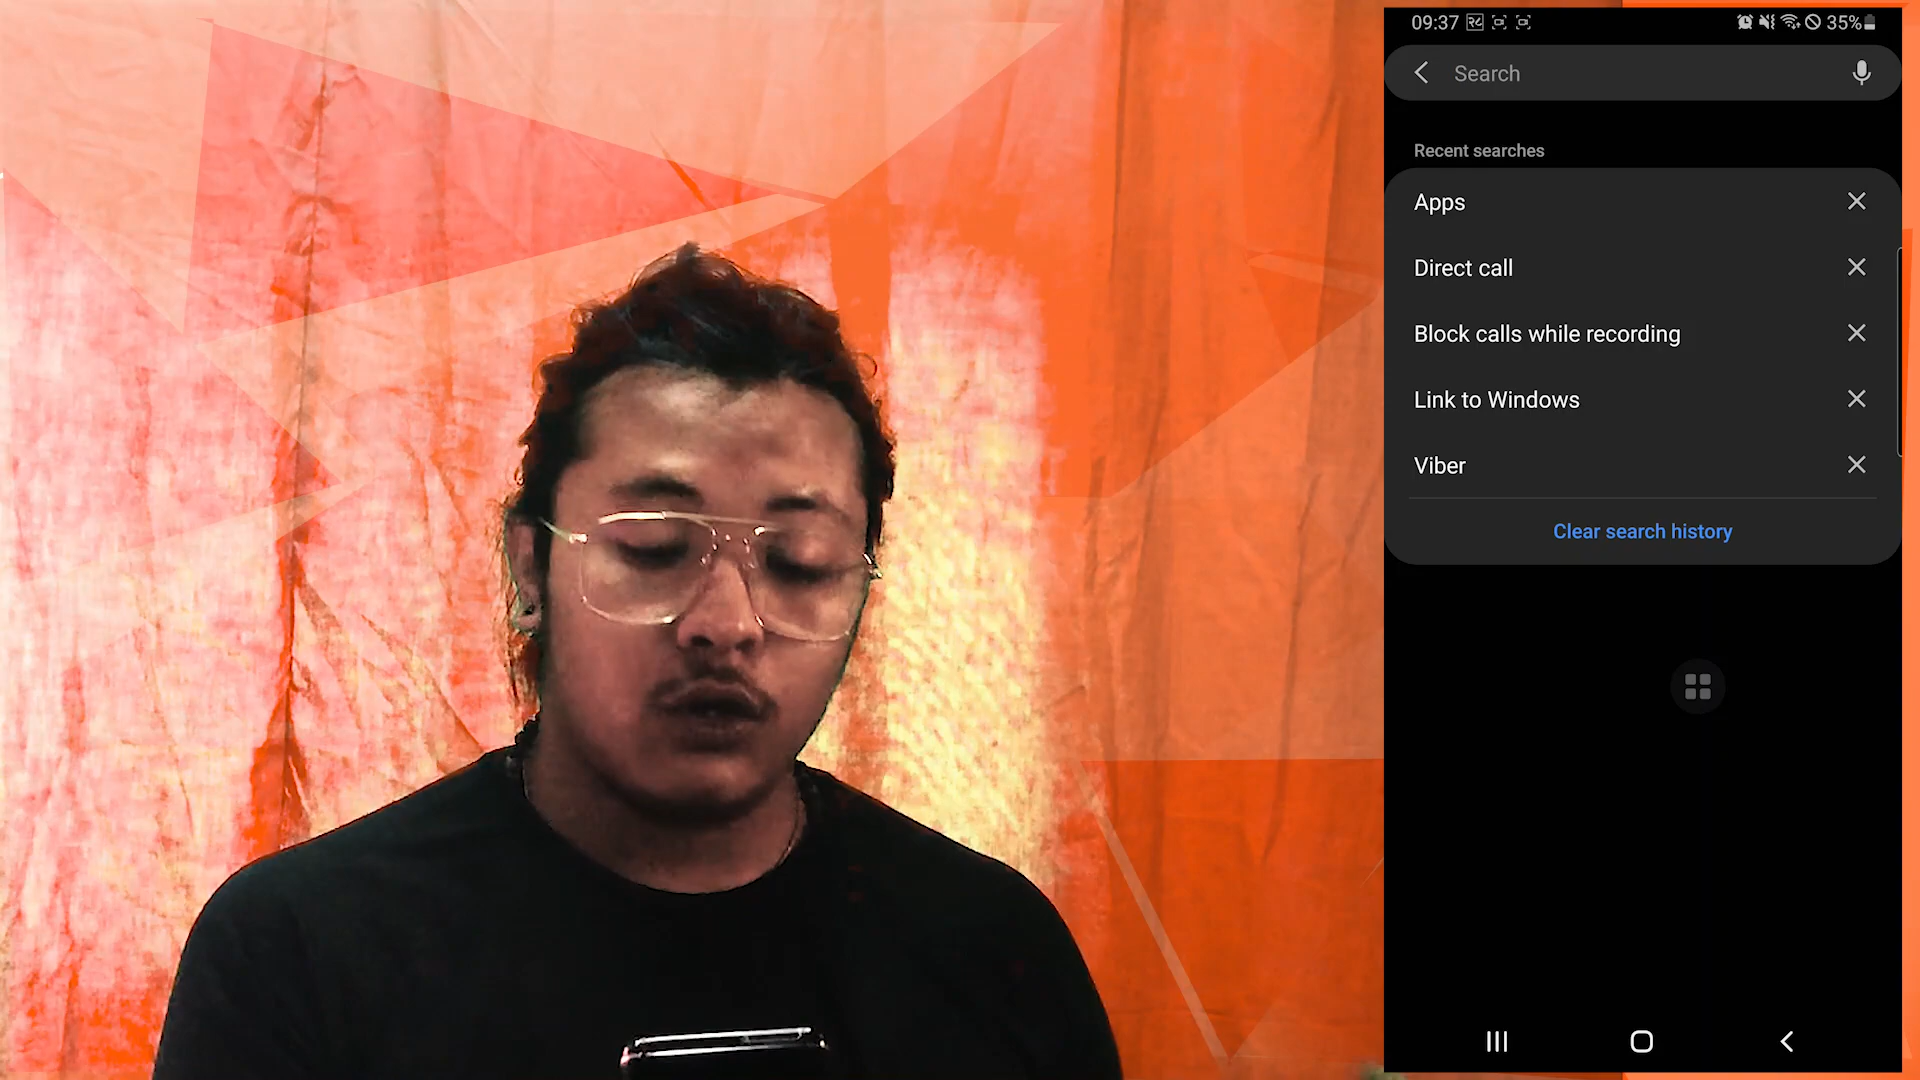 09:37
35%
Search
Recent searches
Apps
Direct call
Block calls while recording
Link to Windows
Viber
Clear search history